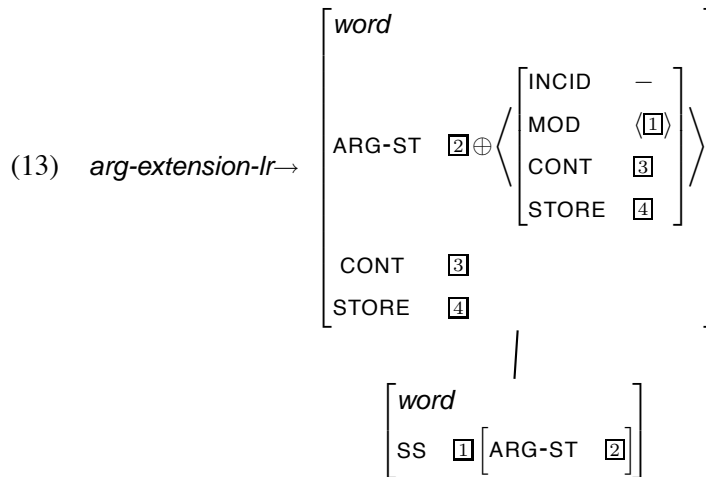 word
INCID –
MOD ⟨[1]⟩
(13) arg-extension-lr→ ARG-ST [2] ⊕
CONT [3]
STORE [4]
CONT [3]
STORE [4]
word
SS [1] [ARG-ST [2]]